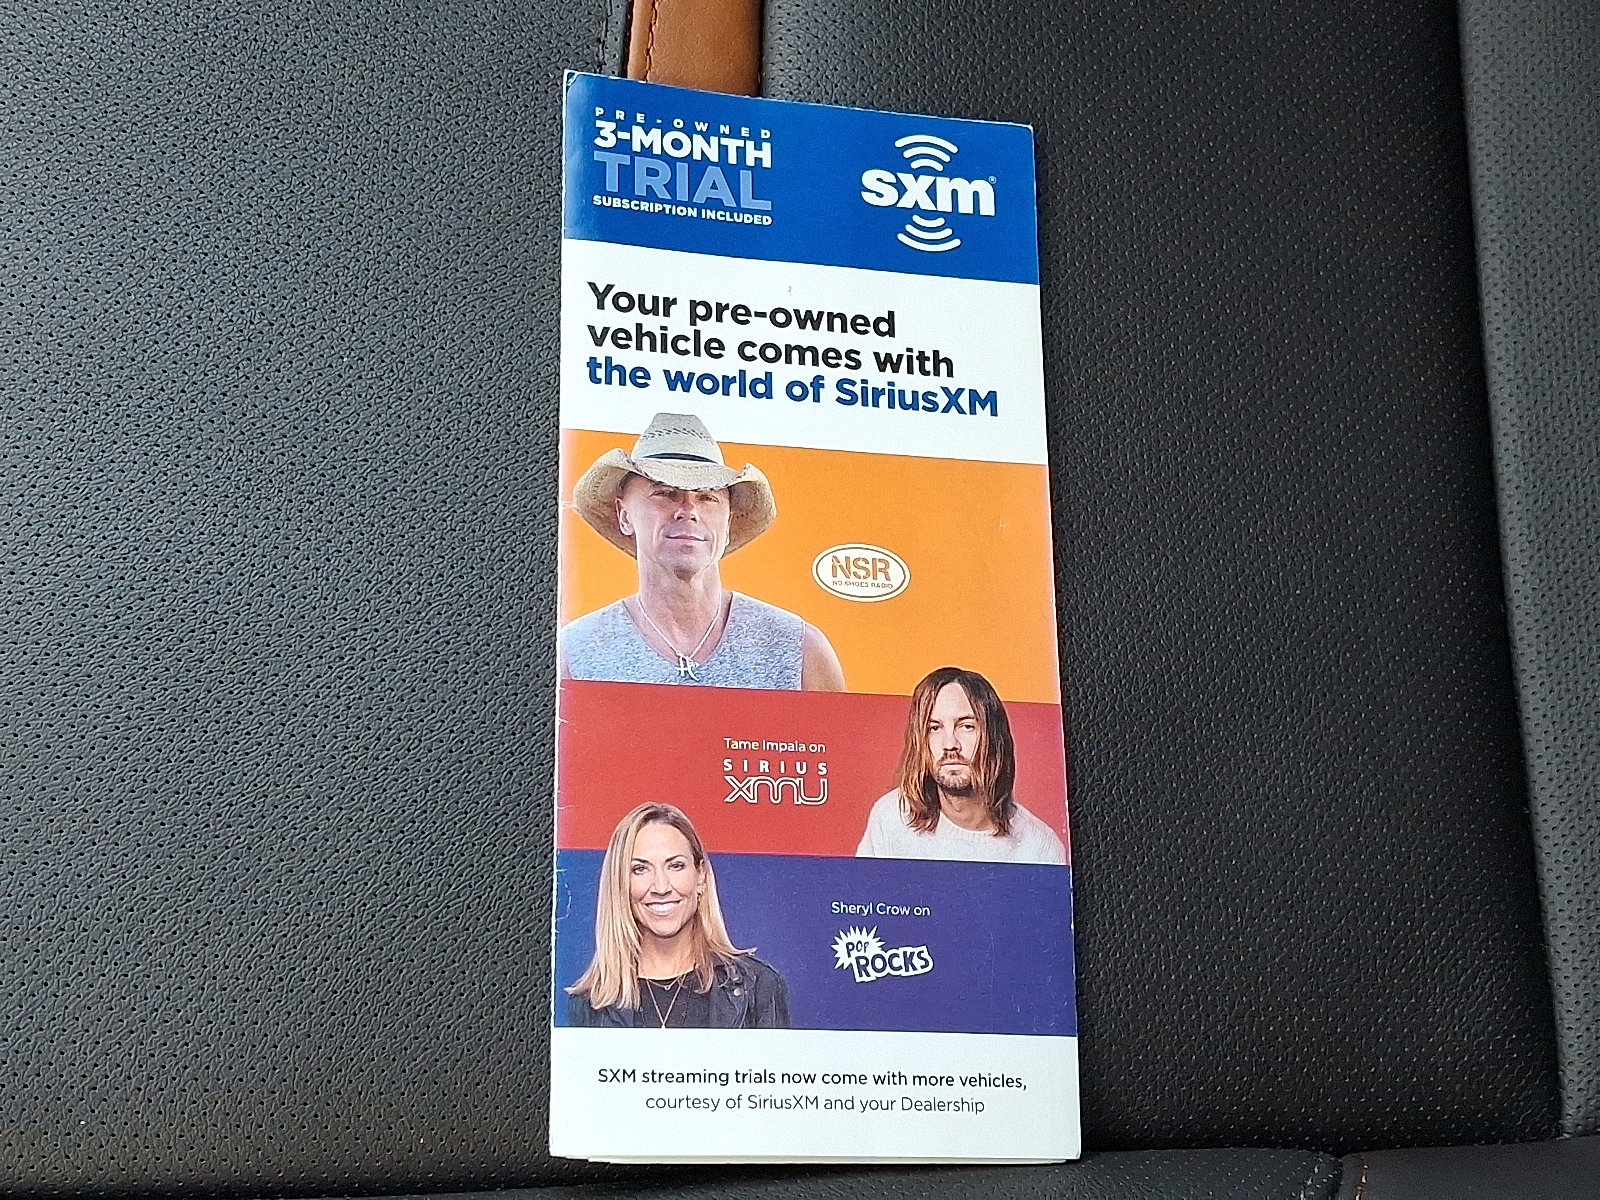 PRE-OWNED
3-MONTH
TRIAL
SUBSCRIPTION INCLUDED
sxm®
Your pre-owned
vehicle comes with
the world of SiriusXM
NSR
NO SHOES RADIO
Tame Impala on
SIRIUS
xmu
Sheryl Crow on
POP
ROCKS
SXM streaming trials now come with more vehicles,
courtesy of SiriusXM and your Dealership